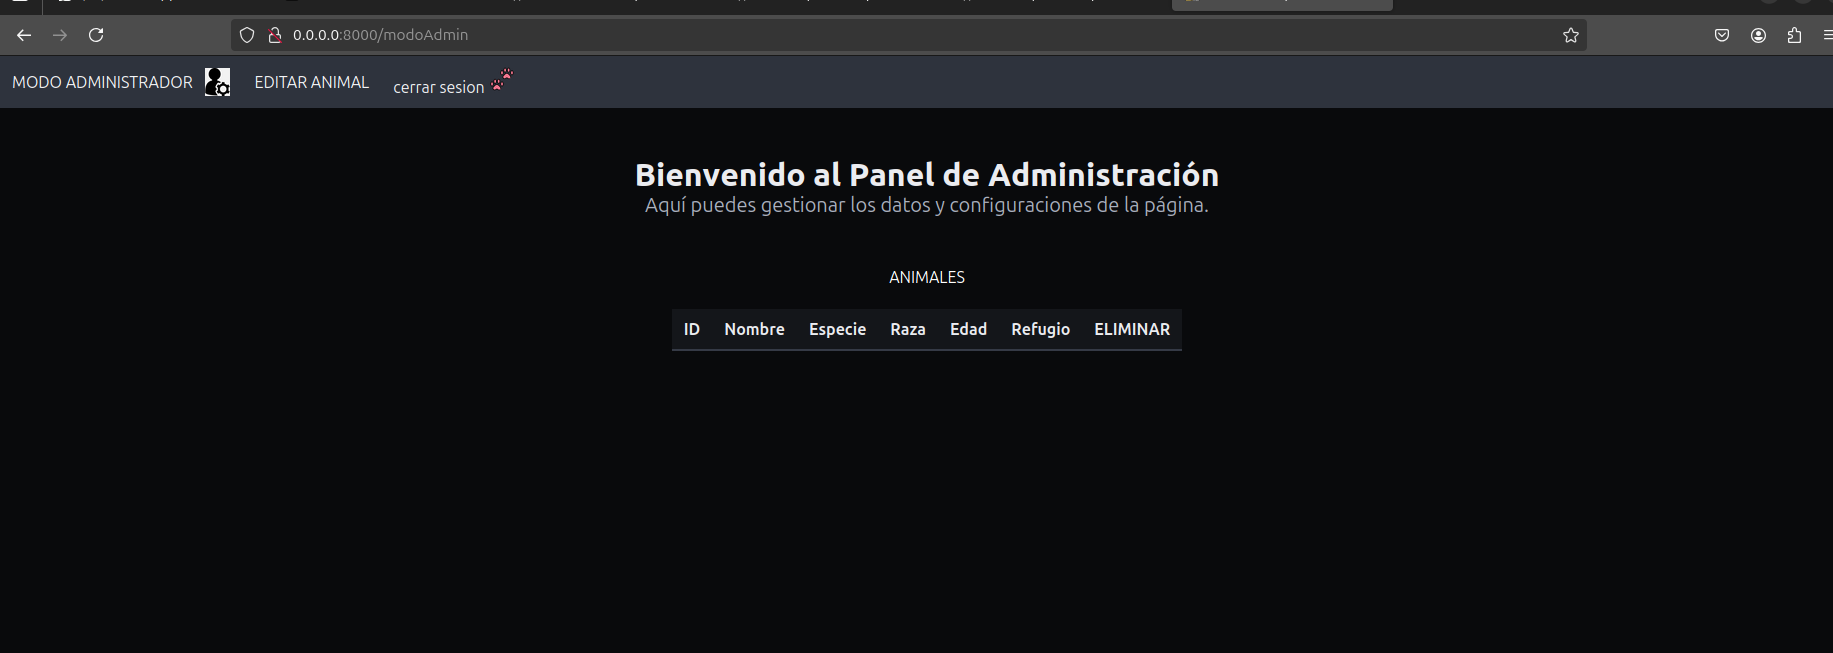 0.0.0.0:8000/modoAdmin
MODO ADMINISTRADOR EDITAR ANIMAL cerrar sesion
Bienvenido al Panel de Administración
Aquí puedes gestionar los datos y configuraciones de la página.
ANIMALES
ID Nombre Especie Raza Edad Refugio ELIMINAR